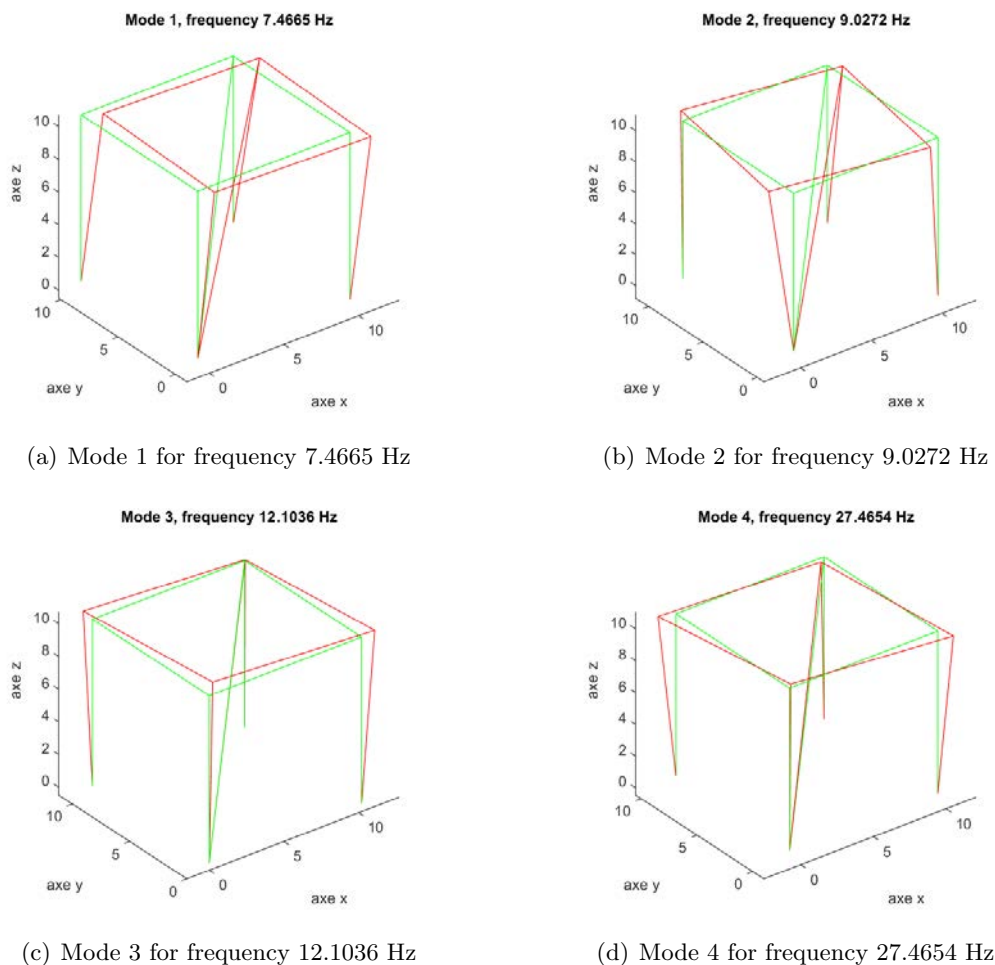 Mode 1, frequency 7.4665 Hz
10
8
6
4
2
0
axe z
10
5
0
axe y
0
5
10
axe x
(a) Mode 1 for frequency 7.4665 Hz
Mode 2, frequency 9.0272 Hz
10
8
6
4
2
0
axe z
10
5
0
axe y
0
5
10
axe x
(b) Mode 2 for frequency 9.0272 Hz
Mode 3, frequency 12.1036 Hz
10
8
6
4
2
0
axe z
10
5
0
axe y
0
5
10
axe x
(c) Mode 3 for frequency 12.1036 Hz
Mode 4, frequency 27.4654 Hz
10
8
6
4
2
0
axe z
10
5
0
axe y
0
5
10
axe x
(d) Mode 4 for frequency 27.4654 Hz